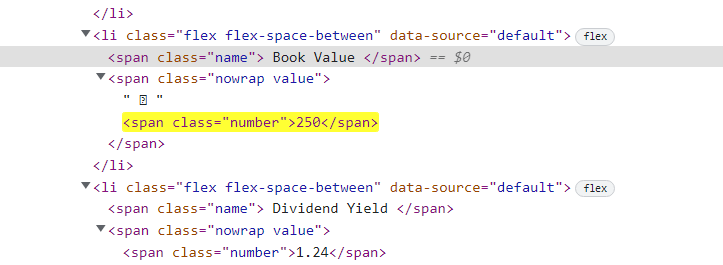 </li>
<li class="flex flex-space-between" data-source="default"> flex
<span class="name"> Book Value </span> == $0
<span class="nowrap value">
" "
<span class="number">250</span>
</span>
</li>
<li class="flex flex-space-between" data-source="default"> flex
<span class="name"> Dividend Yield </span>
<span class="nowrap value">
<span class="number">1.24</span>